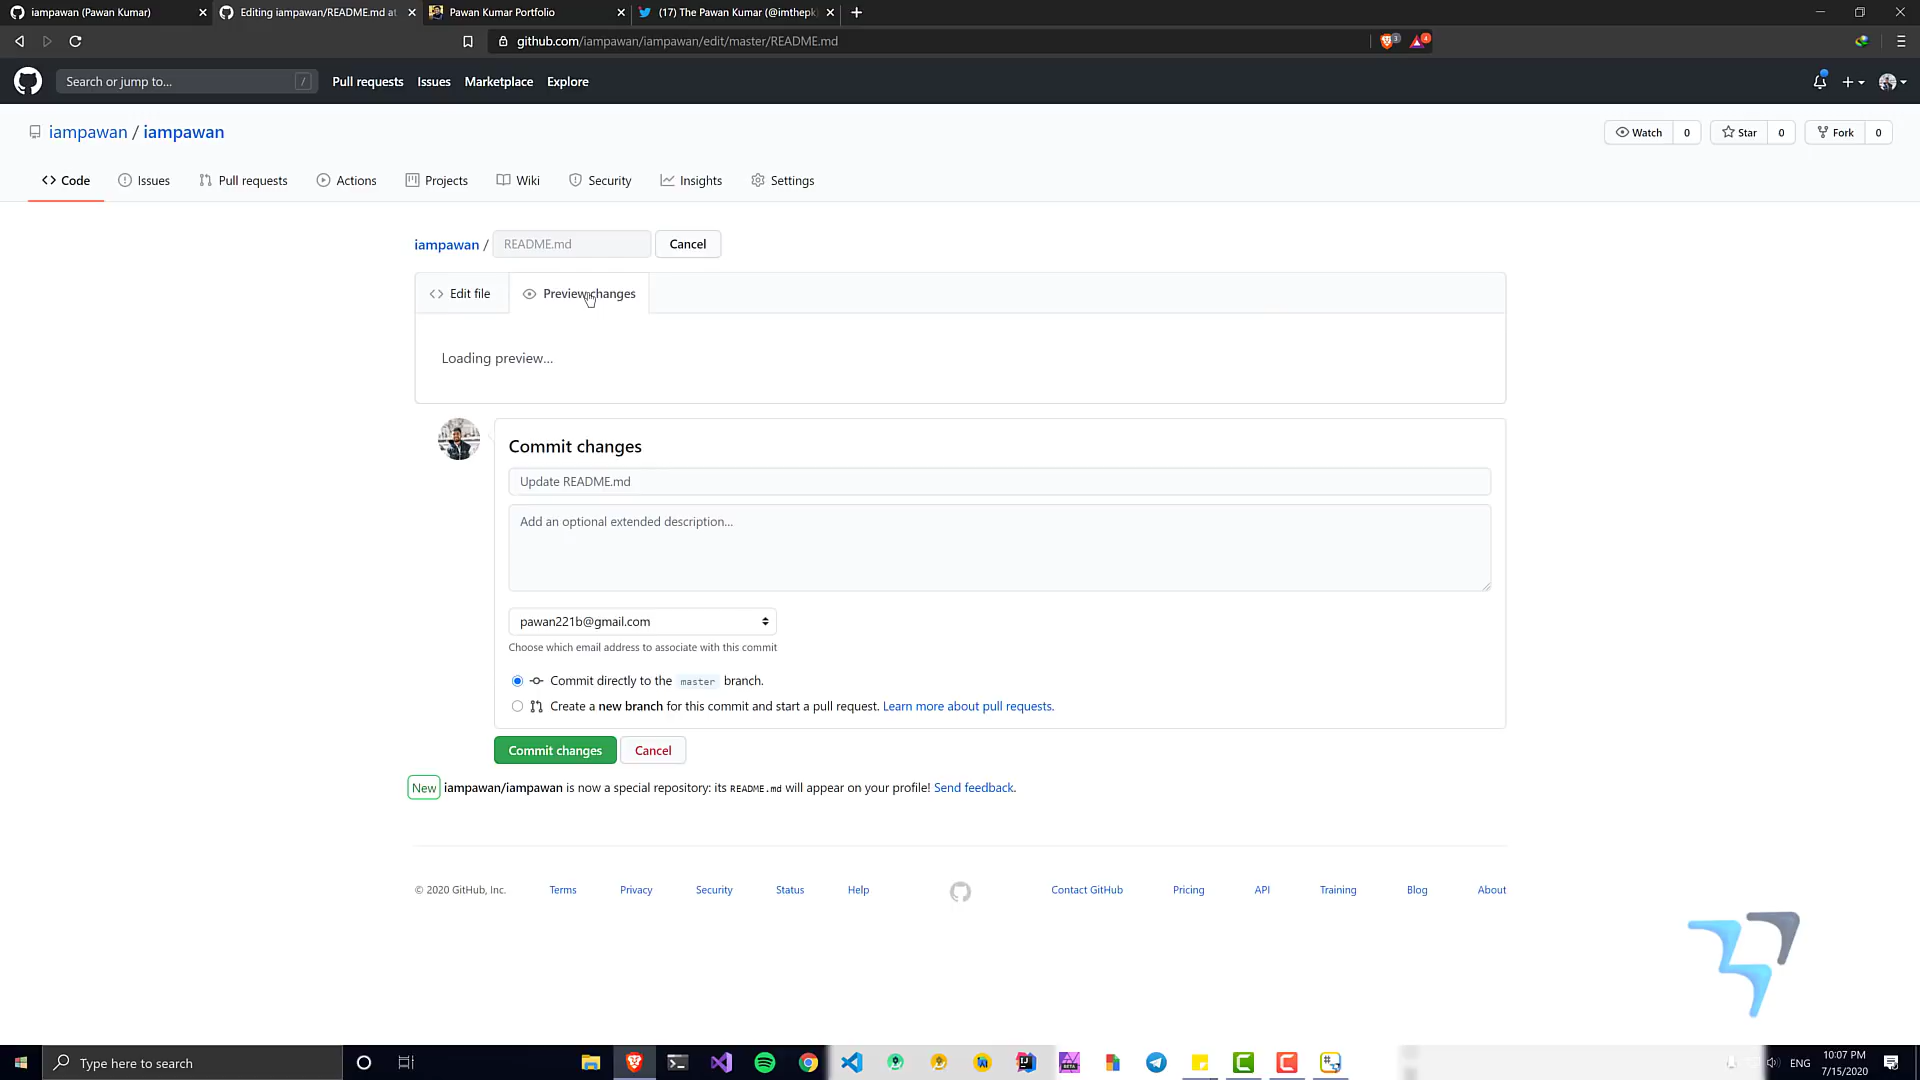 iampawan (Pawan Kumar)
Editing iampawan/README.md at
Pawan Kumar Portfolio
(17) The Pawan Kumar (@imthepk
github.com/iampawan/iampawan/edit/master/README.md
Search or jump to...
/
Pull requests
Issues
Marketplace
Explore
iampawan / iampawan
Watch 0
Star 0
Fork 0
Code
Issues
Pull requests
Actions
Projects
Wiki
Security
Insights
Settings
iampawan / README.md
Cancel
Edit file
Preview changes
Loading preview...
Commit changes
Update README.md
Add an optional extended description...
pawan221b@gmail.com
Choose which email address to associate with this commit
Commit directly to the master branch.
Create a new branch for this commit and start a pull request. Learn more about pull requests.
Commit changes
Cancel
New iampawan/iampawan is now a special repository: its README.md will appear on your profile! Send feedback.
© 2020 GitHub, Inc.
Terms
Privacy
Security
Status
Help
Contact GitHub
Pricing
API
Training
Blog
About
Type here to search
ENG
10:07 PM
7/15/2020